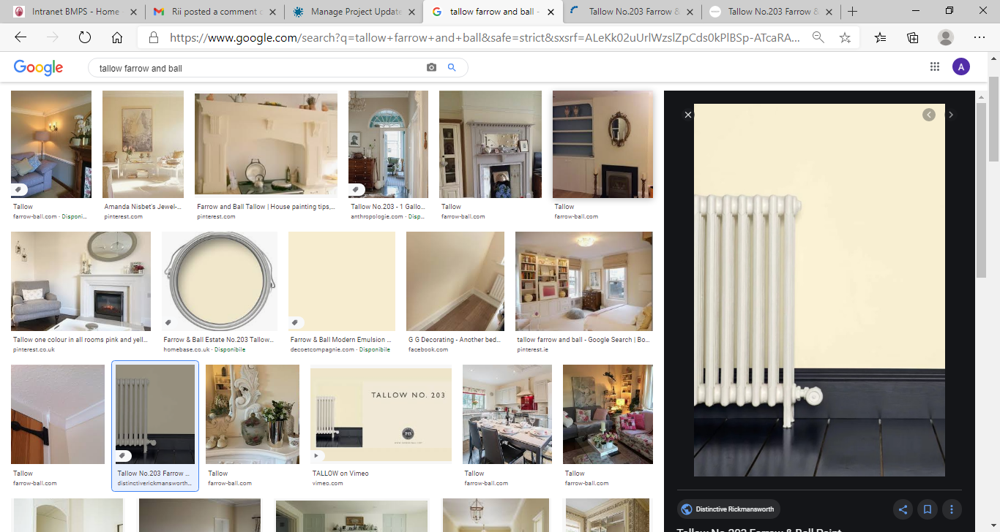 Intranet BMPS - Home
Rii posted a comment
Manage Project Update
tallow farrow and ball -
Tallow No.203 Farrow &
Tallow No.203 Farrow &
https://www.google.com/search?q=tallow+farrow+and+ball&safe=strict&sxsrf=ALeKk02uUrlWzslZpCds0kPlBSp-ATcaRA...
Google
tallow farrow and ball
A
Tallow
farrow-ball.com · Disponi...
Amanda Nisbet's Jewel-...
pinterest.com
Farrow and Ball Tallow | House painting tips,...
pinterest.com
Tallow No.203 - 1 Gallo...
anthropologie.com · Disp...
Tallow
farrow-ball.com
Tallow
farrow-ball.com
Tallow one colour in all rooms pink and yell...
pinterest.co.uk
Farrow & Ball Estate No.203 Tallow...
homebase.co.uk · Disponibile
Farrow & Ball Modern Emulsion ...
decoetcompagnie.com · Disponibile
G G Decorating - Another bed...
facebook.com
tallow farrow and ball - Google Search | Bo...
pinterest.ie
TALLOW NO. 203
Tallow
farrow-ball.com
Tallow No.203 Farrow ...
distinctiverickmansworth...
Tallow
farrow-ball.com
TALLOW on Vimeo
vimeo.com
Tallow
farrow-ball.com
Tallow
farrow-ball.com
Distinctive Rickmansworth
Tallow No.203 Farrow & Ball Paint